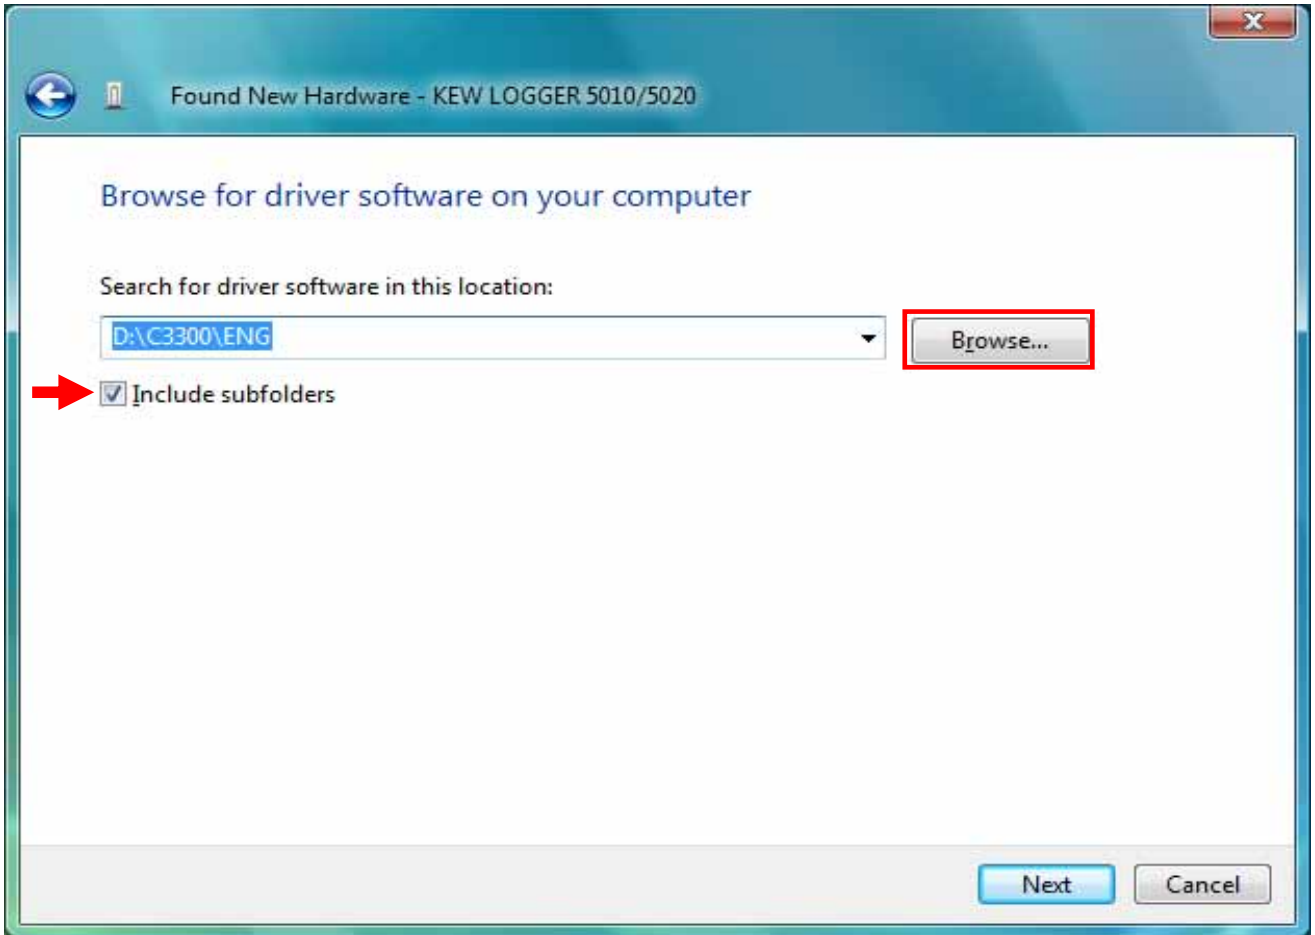 Found New Hardware - KEW LOGGER 5010/5020
Browse for driver software on your computer
Search for driver software in this location:
D:\C3300\ENG
Browse...
Include subfolders
Next
Cancel